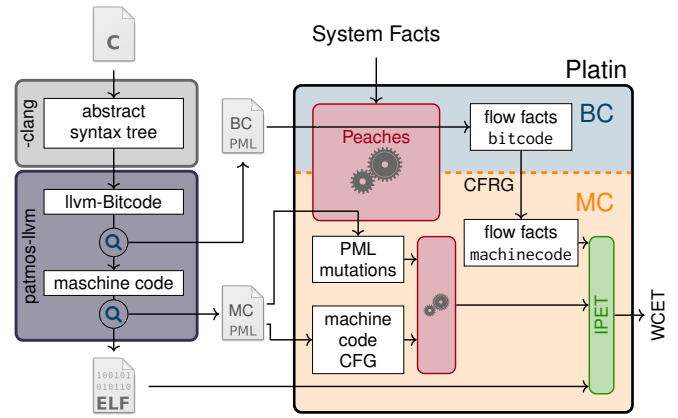 C
System Facts
Platin
-clang
abstract
syntax tree
BC
PML
Peaches
flow facts
bitcode
BC
CFRG
MC
patmos-llvm
llvm-Bitcode
maschine code
PML
mutations
flow facts
machinecode
MC
PML
machine
code
CFG
IPET
WCET
100101
010110
ELF